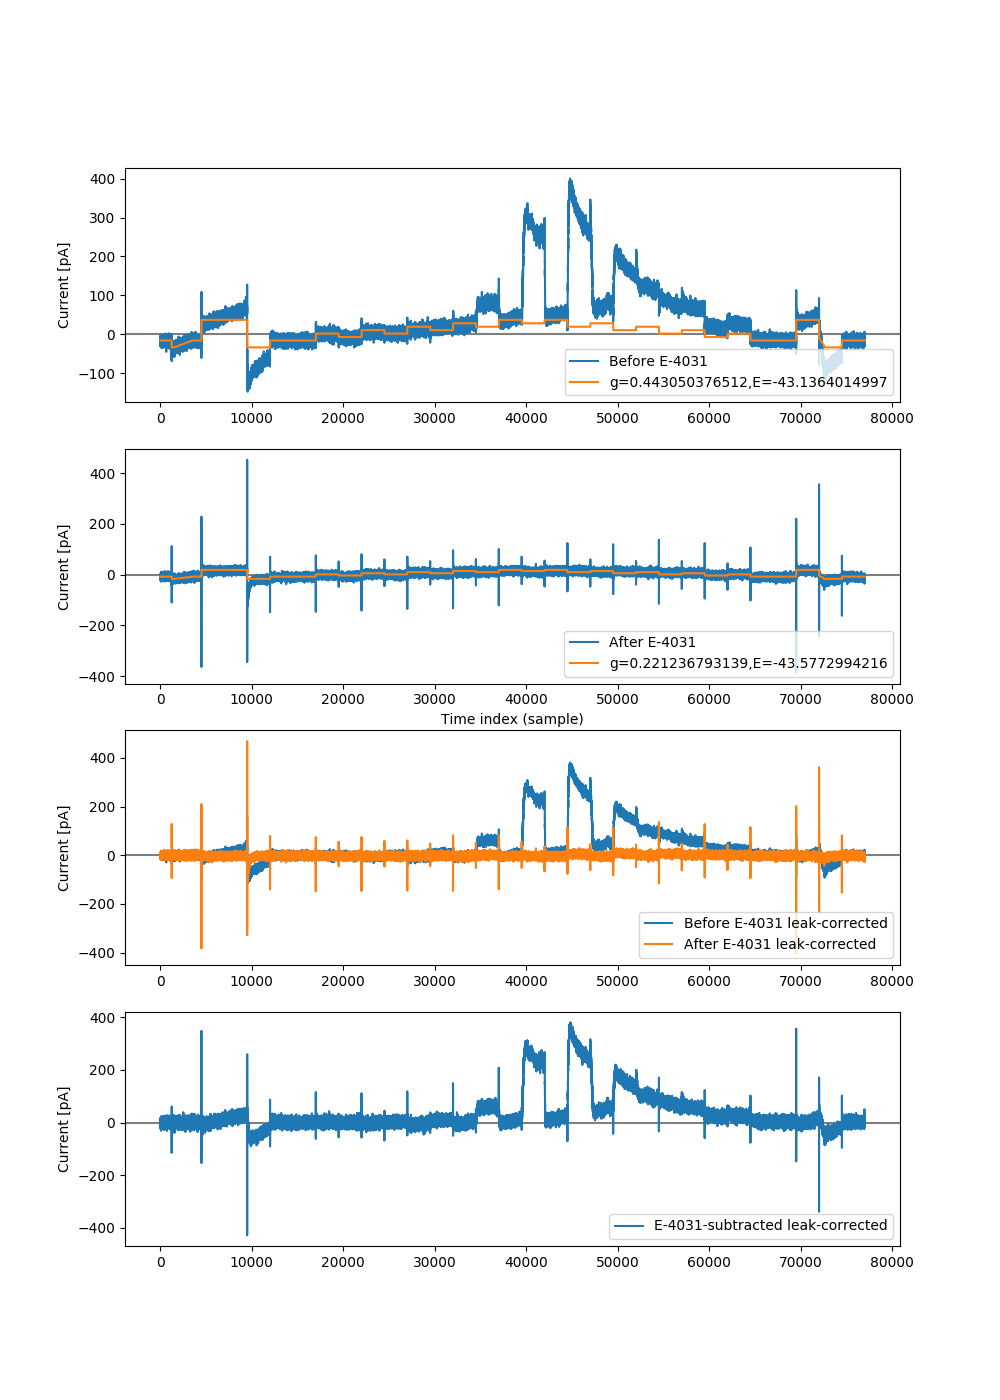 400
300
200
100
0
−100
Current [pA]
Before E-4031
g=0.443050376512,E=-43.1364014997
0 10000 20000 30000 40000 50000 60000 70000 80000
400
200
0
−200
−400
Current [pA]
After E-4031
g=0.221236793139,E=-43.5772994216
0 10000 20000 30000 40000 50000 60000 70000 80000
Time index (sample)
400
200
0
−200
−400
Current [pA]
Before E-4031 leak-corrected
After E-4031 leak-corrected
0 10000 20000 30000 40000 50000 60000 70000 80000
400
200
0
−200
−400
Current [pA]
E-4031-subtracted leak-corrected
0 10000 20000 30000 40000 50000 60000 70000 80000